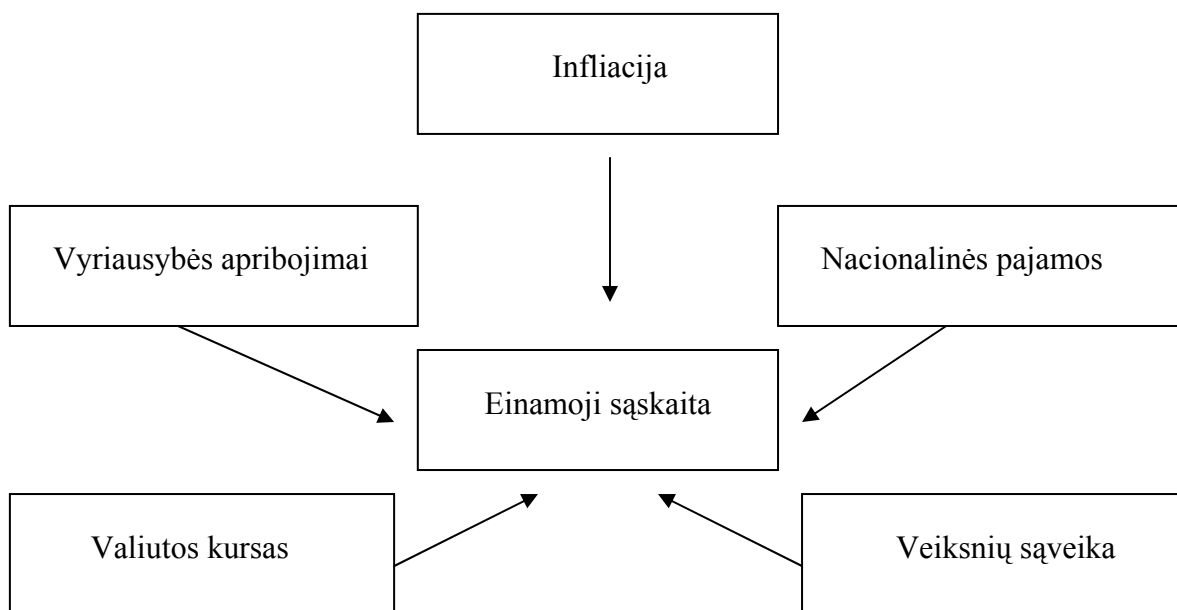 Infliacija
Vyriausybės apribojimai
Nacionalinės pajamos
Einamoji sąskaita
Valiutos kursas
Veiksnių sąveika